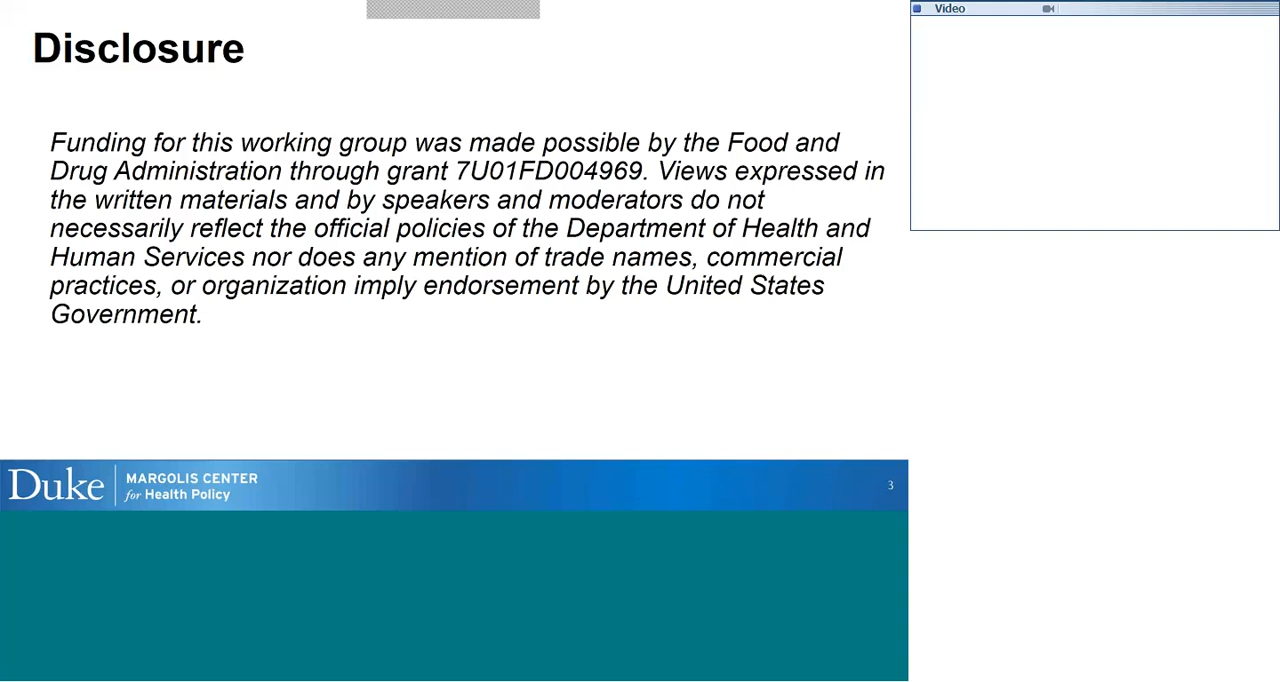 Disclosure
Video
Funding for this working group was made possible by the Food and
Drug Administration through grant 7U01FD004969. Views expressed in
the written materials and by speakers and moderators do not
necessarily reflect the official policies of the Department of Health and
Human Services nor does any mention of trade names, commercial
practices, or organization imply endorsement by the United States
Government.
Duke
MARGOLIS CENTER
for Health Policy
3